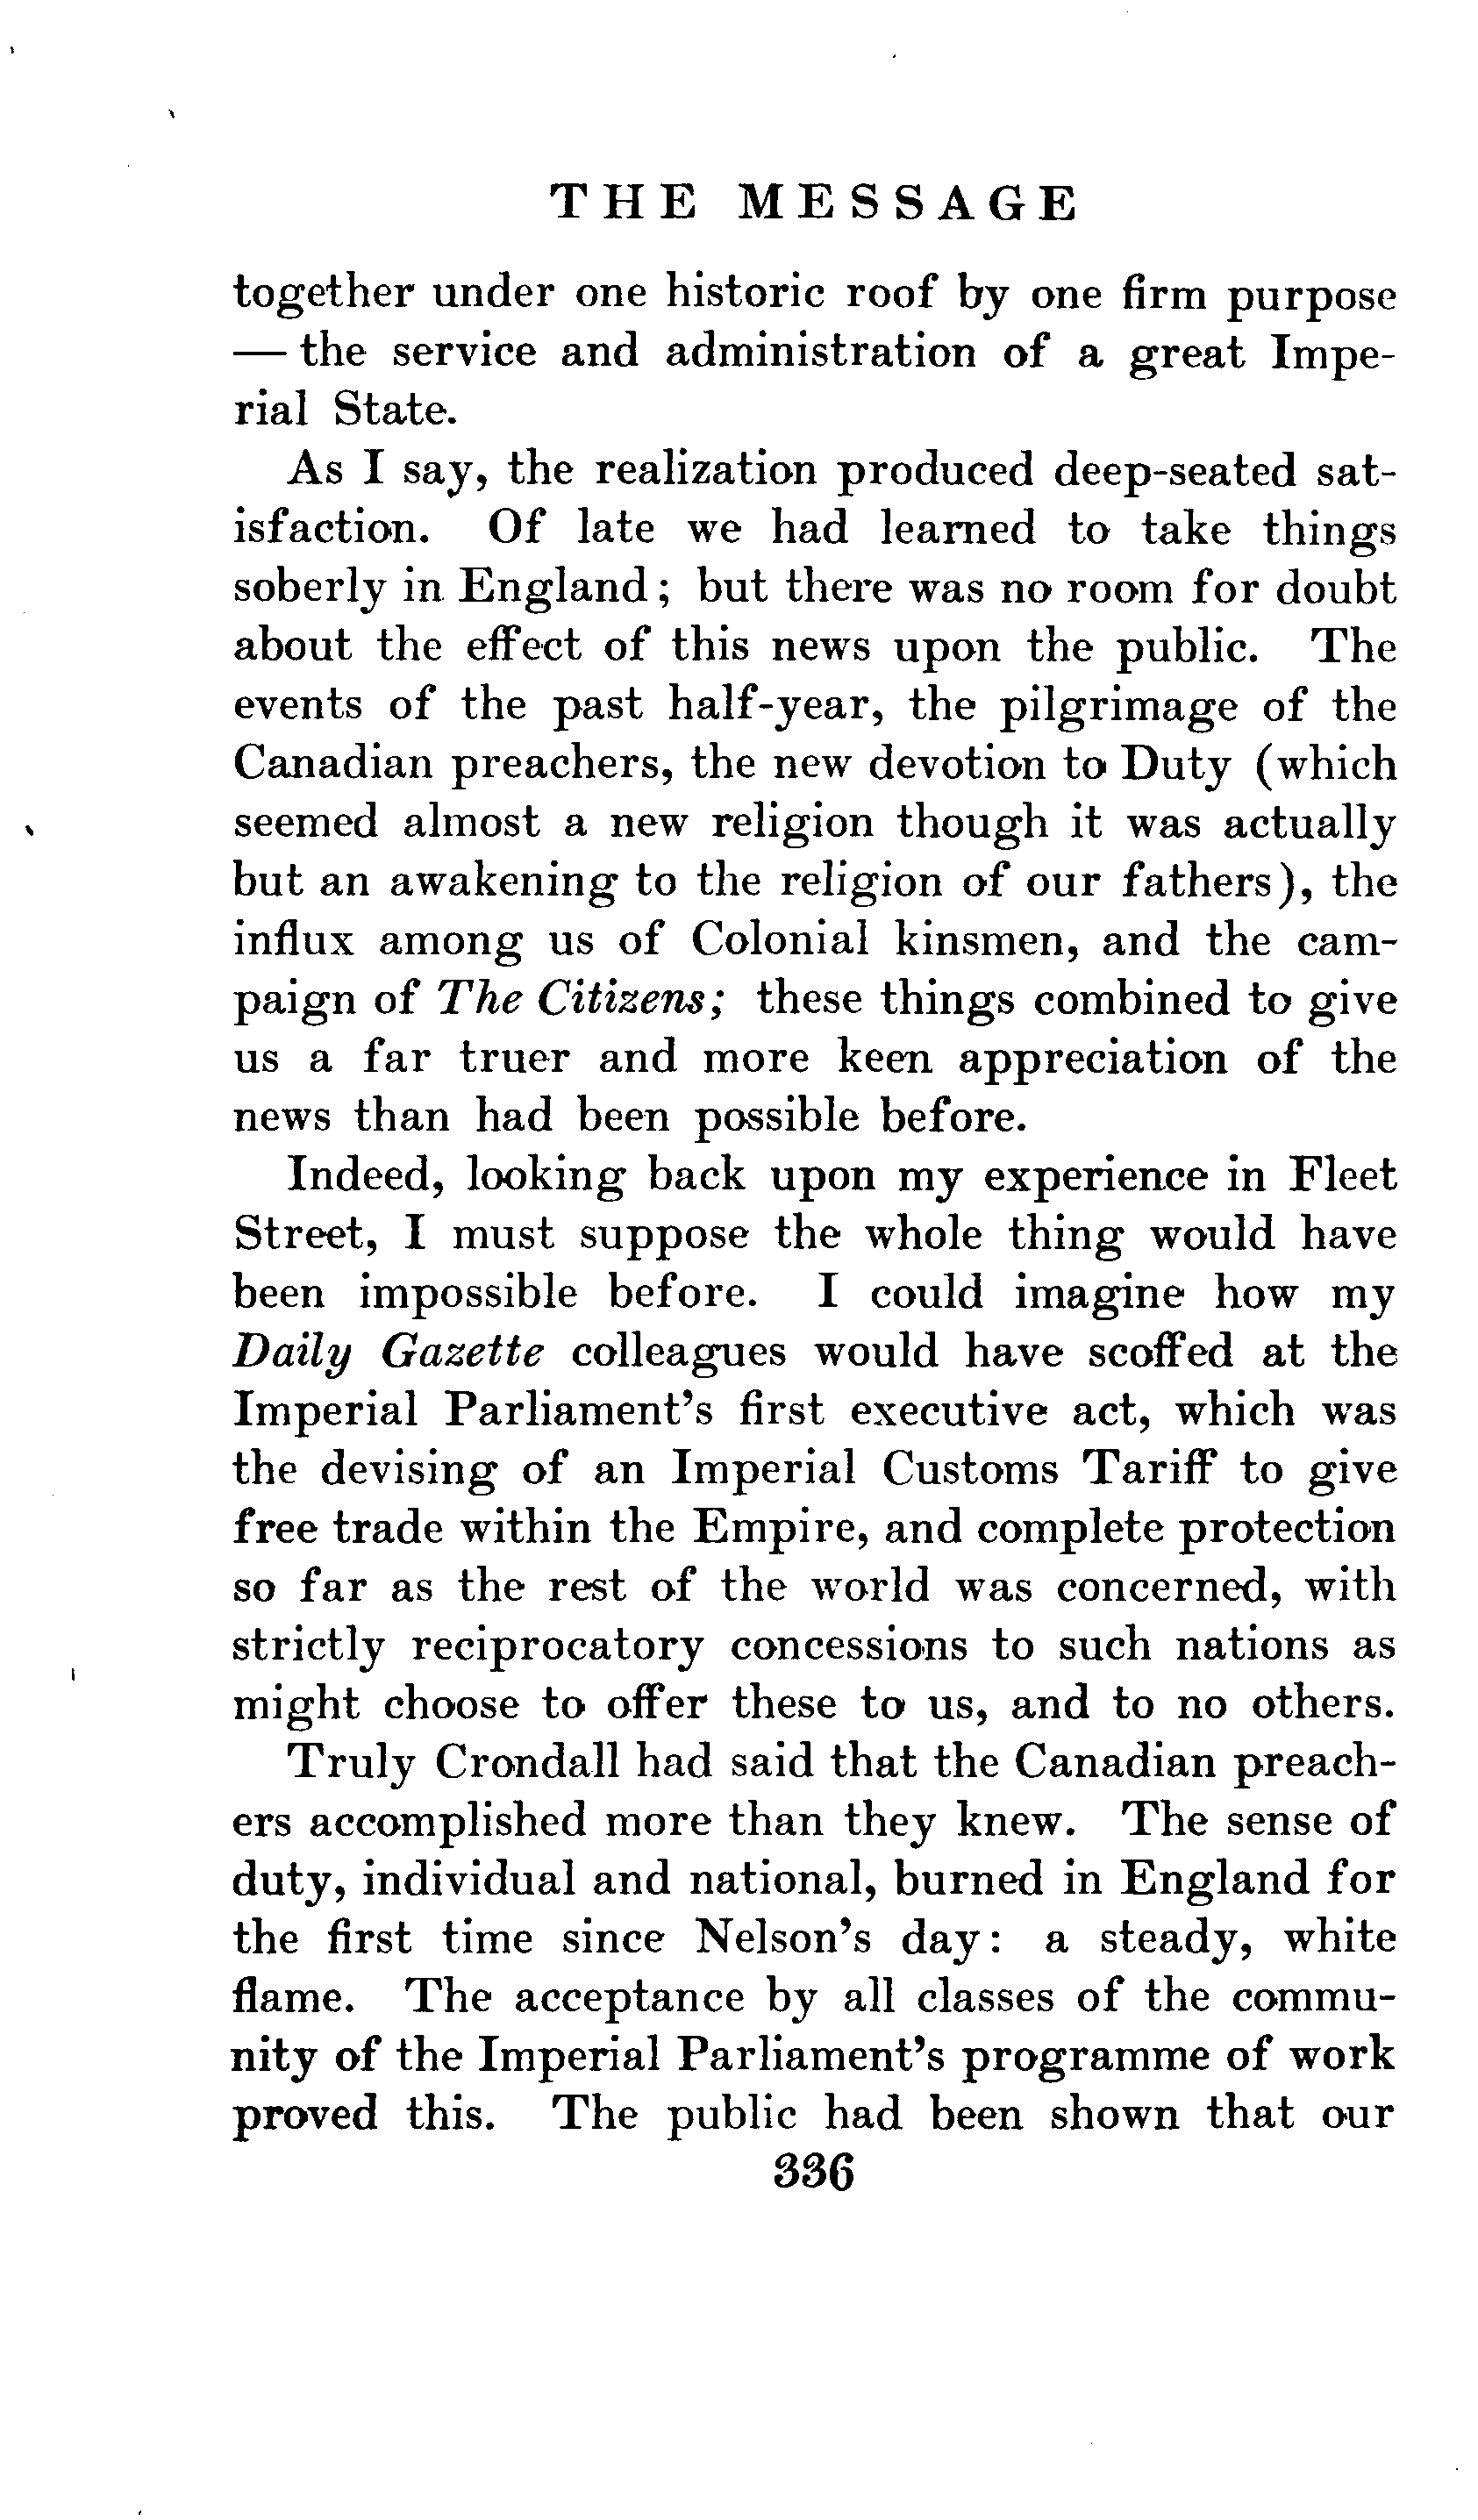 THE MESSAGE
together under one historic roof by one firm purpose
— the service and administration of a great Impe-
rial State.
As I say, the realization produced deep-seated sat-
isfaction. Of late we had learned to take things
soberly in England; but there was no room for doubt
about the effect of this news upon the public. The
events of the past half-year, the pilgrimage of the
Canadian preachers, the new devotion to Duty (which
seemed almost a new religion though it was actually
but an awakening to the religion of our fathers), the
influx among us of Colonial kinsmen, and the cam-
paign of The Citizens; these things combined to give
us a far truer and more keen appreciation of the
news than had been possible before.
Indeed, looking back upon my experience in Fleet
Street, I must suppose the whole thing would have
been impossible before. I could imagine how my
Daily Gazette colleagues would have scoffed at the
Imperial Parliament's first executive act, which was
the devising of an Imperial Customs Tariff to give
free trade within the Empire, and complete protection
so far as the rest of the world was concerned, with
strictly reciprocatory concessions to such nations as
might choose to offer these to us, and to no others.
Truly Crondall had said that the Canadian preach-
ers accomplished more than they knew. The sense of
duty, individual and national, burned in England for
the first time since Nelson's day: a steady, white
flame. The acceptance by all classes of the commu-
nity of the Imperial Parliament's programme of work
proved this. The public had been shown that our
336